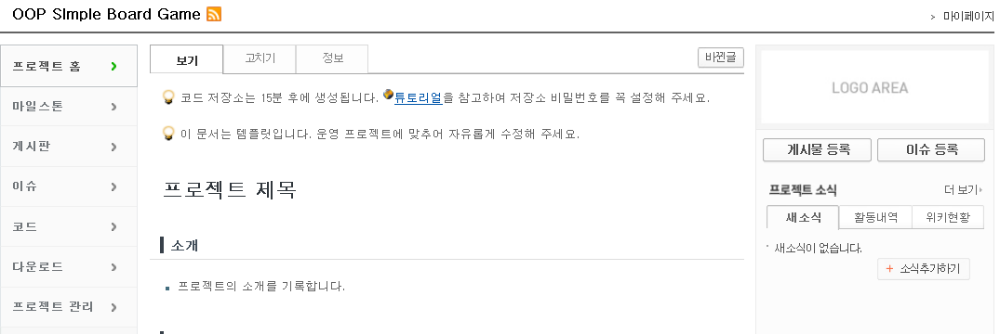 OOP SImple Board Game
마이페이지
프로젝트 홈
마일스톤
게시판
이슈
코드
다운로드
프로젝트 관리
보기
고치기
정보
바뀐글
코드 저장소는 15분 후에 생성됩니다. 튜토리얼을 참고하여 저장소 비밀번호를 꼭 설정해 주세요.
이 문서는 템플릿입니다. 운영 프로젝트에 맞추어 자유롭게 수정해 주세요.
프로젝트 제목
소개
프로젝트의 소개를 기록합니다.
LOGO AREA
게시물 등록
이슈 등록
프로젝트 소식
더 보기
새소식
활동내역
위키현황
새소식이 없습니다.
+ 소식추가하기